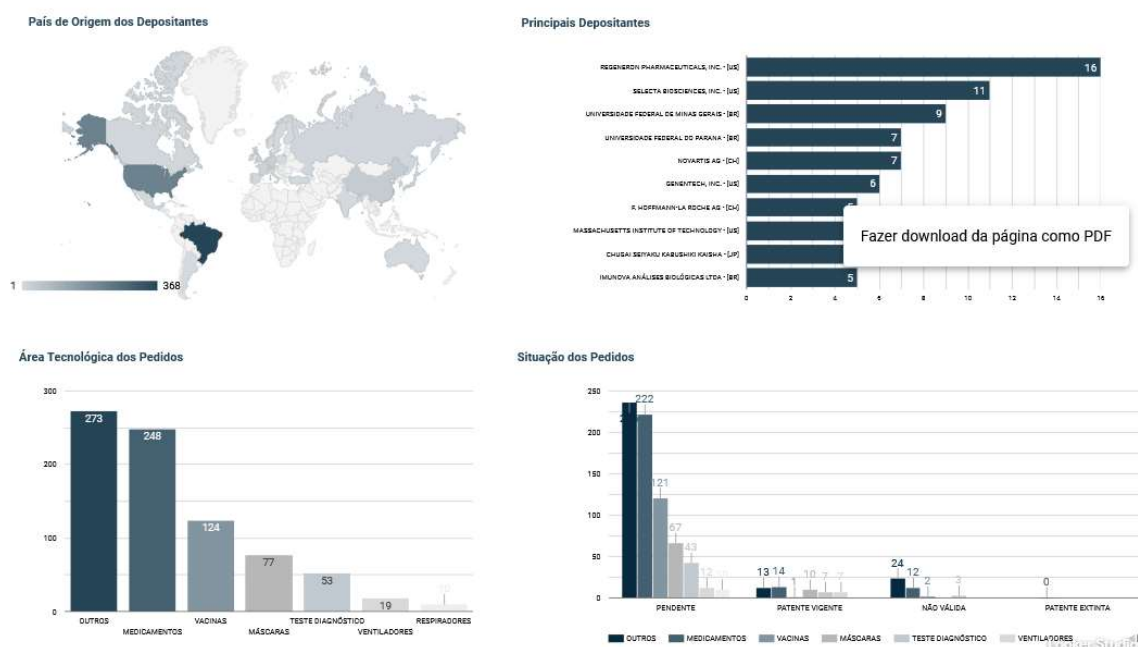 País de Origem dos Depositantes
1
368
Principais Depositantes
REGENERON PHARMACEUTICALS, INC. - [US]
16
SELECTA BIOSCIENCES, INC. - [US]
11
UNIVERSIDADE FEDERAL DE MINAS GERAIS - [BR]
9
UNIVERSIDADE FEDERAL DO PARANA - [BR]
7
NOVARTIS AG - [CH]
7
GENENTECH, INC. - [US]
6
F. HOFFMANN-LA ROCHE AG - [CH]
MASSACHUSETTS INSTITUTE OF TECHNOLOGY - [US]
CHUGAI SEIYAKU KABUSHIKI KAISHA - [JP]
IMUNOVA ANÁLISES BIOLÓGICAS LTDA - [BR]
5
Fazer download da página como PDF
0 2 4 6 8 10 12 14 16
Área Tecnológica dos Pedidos
300
200
100
0
273
248
124
77
53
19
OUTROS
MEDICAMENTOS
VACINAS
MÁSCARAS
TESTE DIAGNÓSTICO
VENTILADORES
RESPIRADORES
Situação dos Pedidos
250
200
150
100
50
0
222
121
67
43
12
13 14 1 10 7 7
24 12 2 3
0
PENDENTE
PATENTE VIGENTE
NÃO VÁLIDA
PATENTE EXTINTA
OUTROS MEDICAMENTOS VACINAS MÁSCARAS TESTE DIAGNÓSTICO VENTILADORES
Looker Studio